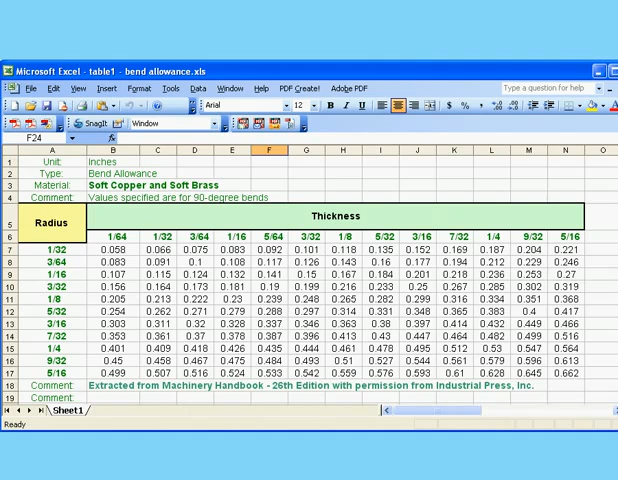 Microsoft Excel - table1 - bend allowance.xls
File Edit View Insert Format Tools Data Window Help PDF Create! Adobe PDF Type a question for help
Arial 12 B I U $ % ,
SnagIt Window
F24 fx
A B C D E F G H I J K L M N
1 Unit: Inches
2 Type: Bend Allowance
3 Material: Soft Copper and Soft Brass
4 Comment: Values specified are for 90-degree bends
5 Radius Thickness
6 1/64 1/32 3/64 1/16 5/64 3/32 1/8 5/32 3/16 7/32 1/4 9/32 5/16
7 1/32 0.058 0.066 0.075 0.083 0.092 0.101 0.118 0.135 0.152 0.169 0.187 0.204 0.221
8 3/64 0.083 0.091 0.1 0.108 0.117 0.126 0.143 0.16 0.177 0.194 0.212 0.229 0.246
9 1/16 0.107 0.115 0.124 0.132 0.141 0.15 0.167 0.184 0.201 0.218 0.236 0.253 0.27
10 3/32 0.156 0.164 0.173 0.181 0.19 0.199 0.216 0.233 0.25 0.267 0.285 0.302 0.319
11 1/8 0.205 0.213 0.222 0.23 0.239 0.248 0.265 0.282 0.299 0.316 0.334 0.351 0.368
12 5/32 0.254 0.262 0.271 0.279 0.288 0.297 0.314 0.331 0.348 0.365 0.383 0.4 0.417
13 3/16 0.303 0.311 0.32 0.328 0.337 0.346 0.363 0.38 0.397 0.414 0.432 0.449 0.466
14 7/32 0.353 0.361 0.37 0.378 0.387 0.396 0.413 0.43 0.447 0.464 0.482 0.499 0.516
15 1/4 0.401 0.409 0.418 0.426 0.435 0.444 0.461 0.478 0.495 0.512 0.53 0.547 0.564
16 9/32 0.45 0.458 0.467 0.475 0.484 0.493 0.51 0.527 0.544 0.561 0.579 0.596 0.613
17 5/16 0.499 0.507 0.516 0.524 0.533 0.542 0.559 0.576 0.593 0.61 0.628 0.645 0.662
18 Comment: Extracted from Machinery Handbook - 26th Edition with permission from Industrial Press, Inc.
19 Comment:
Sheet1
Ready